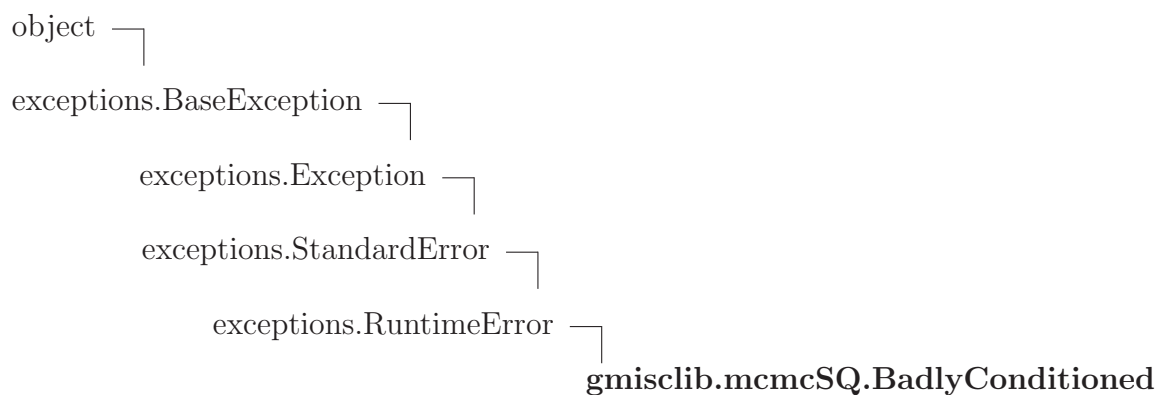 object
exceptions.BaseException
exceptions.Exception
exceptions.StandardError
exceptions.RuntimeError
gmisclib.mcmcSQ.BadlyConditioned